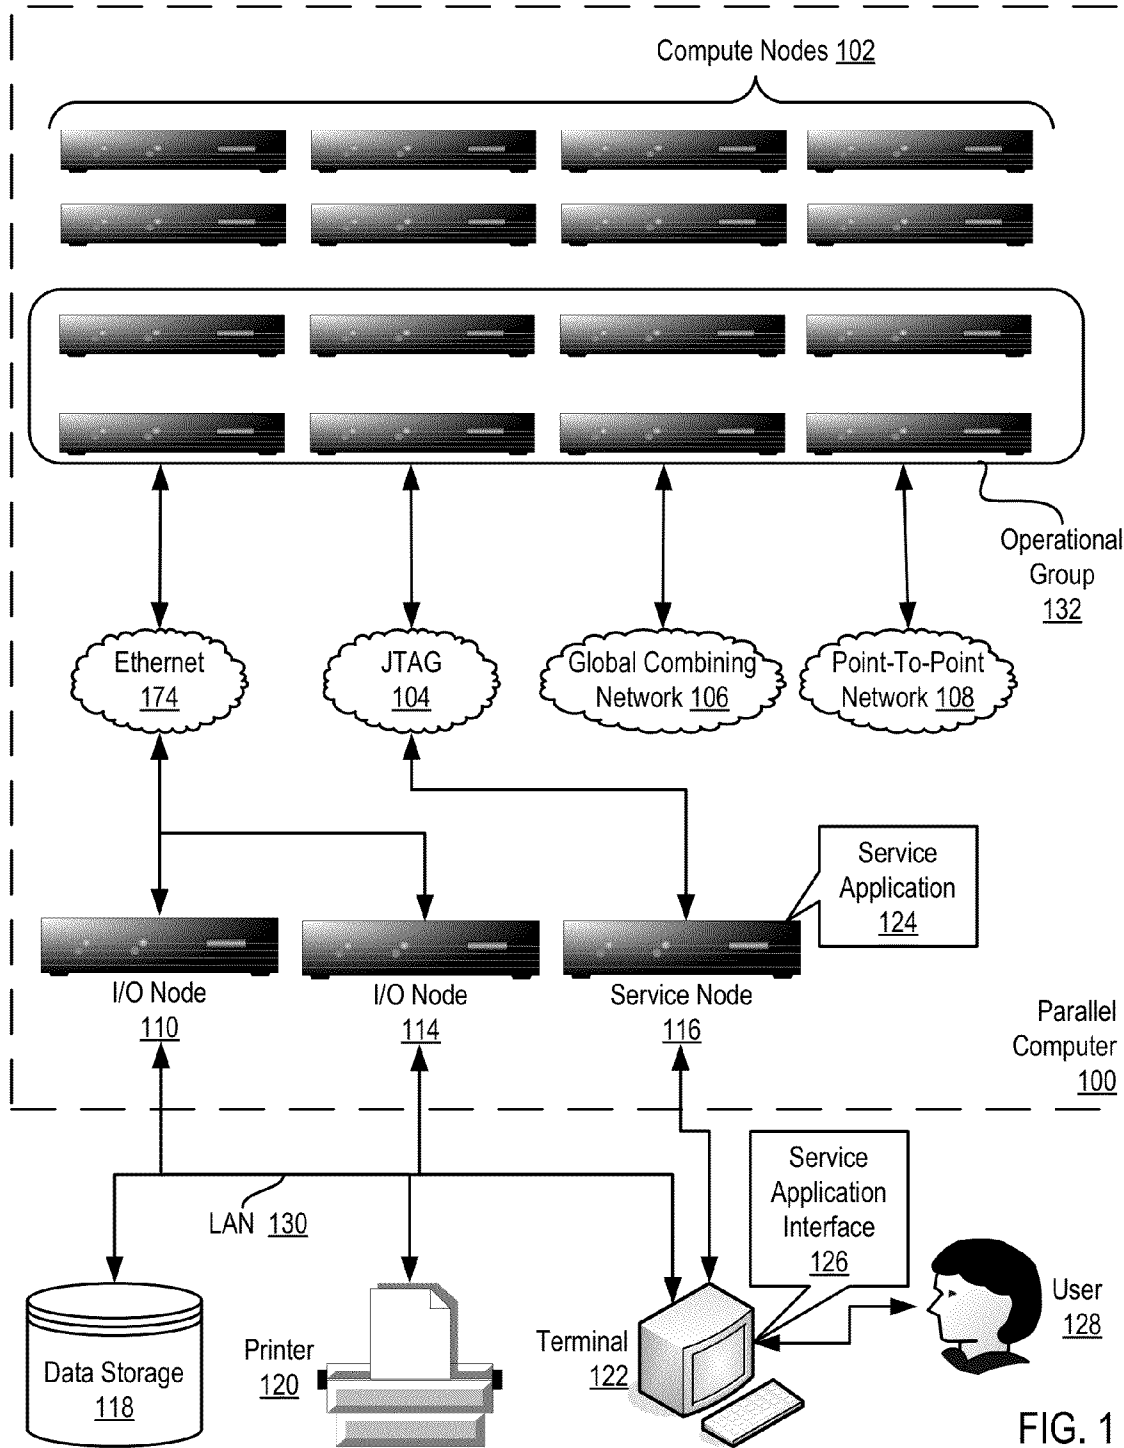 Compute Nodes 102
Operational
Group
132
Ethernet
174
JTAG
104
Global Combining
Network 106
Point-To-Point
Network 108
Service
Application
124
I/O Node
110
I/O Node
114
Service Node
116
Parallel
Computer
100
LAN 130
Service
Application
Interface
126
Data Storage
118
Printer
120
Terminal
122
User
128
FIG. 1